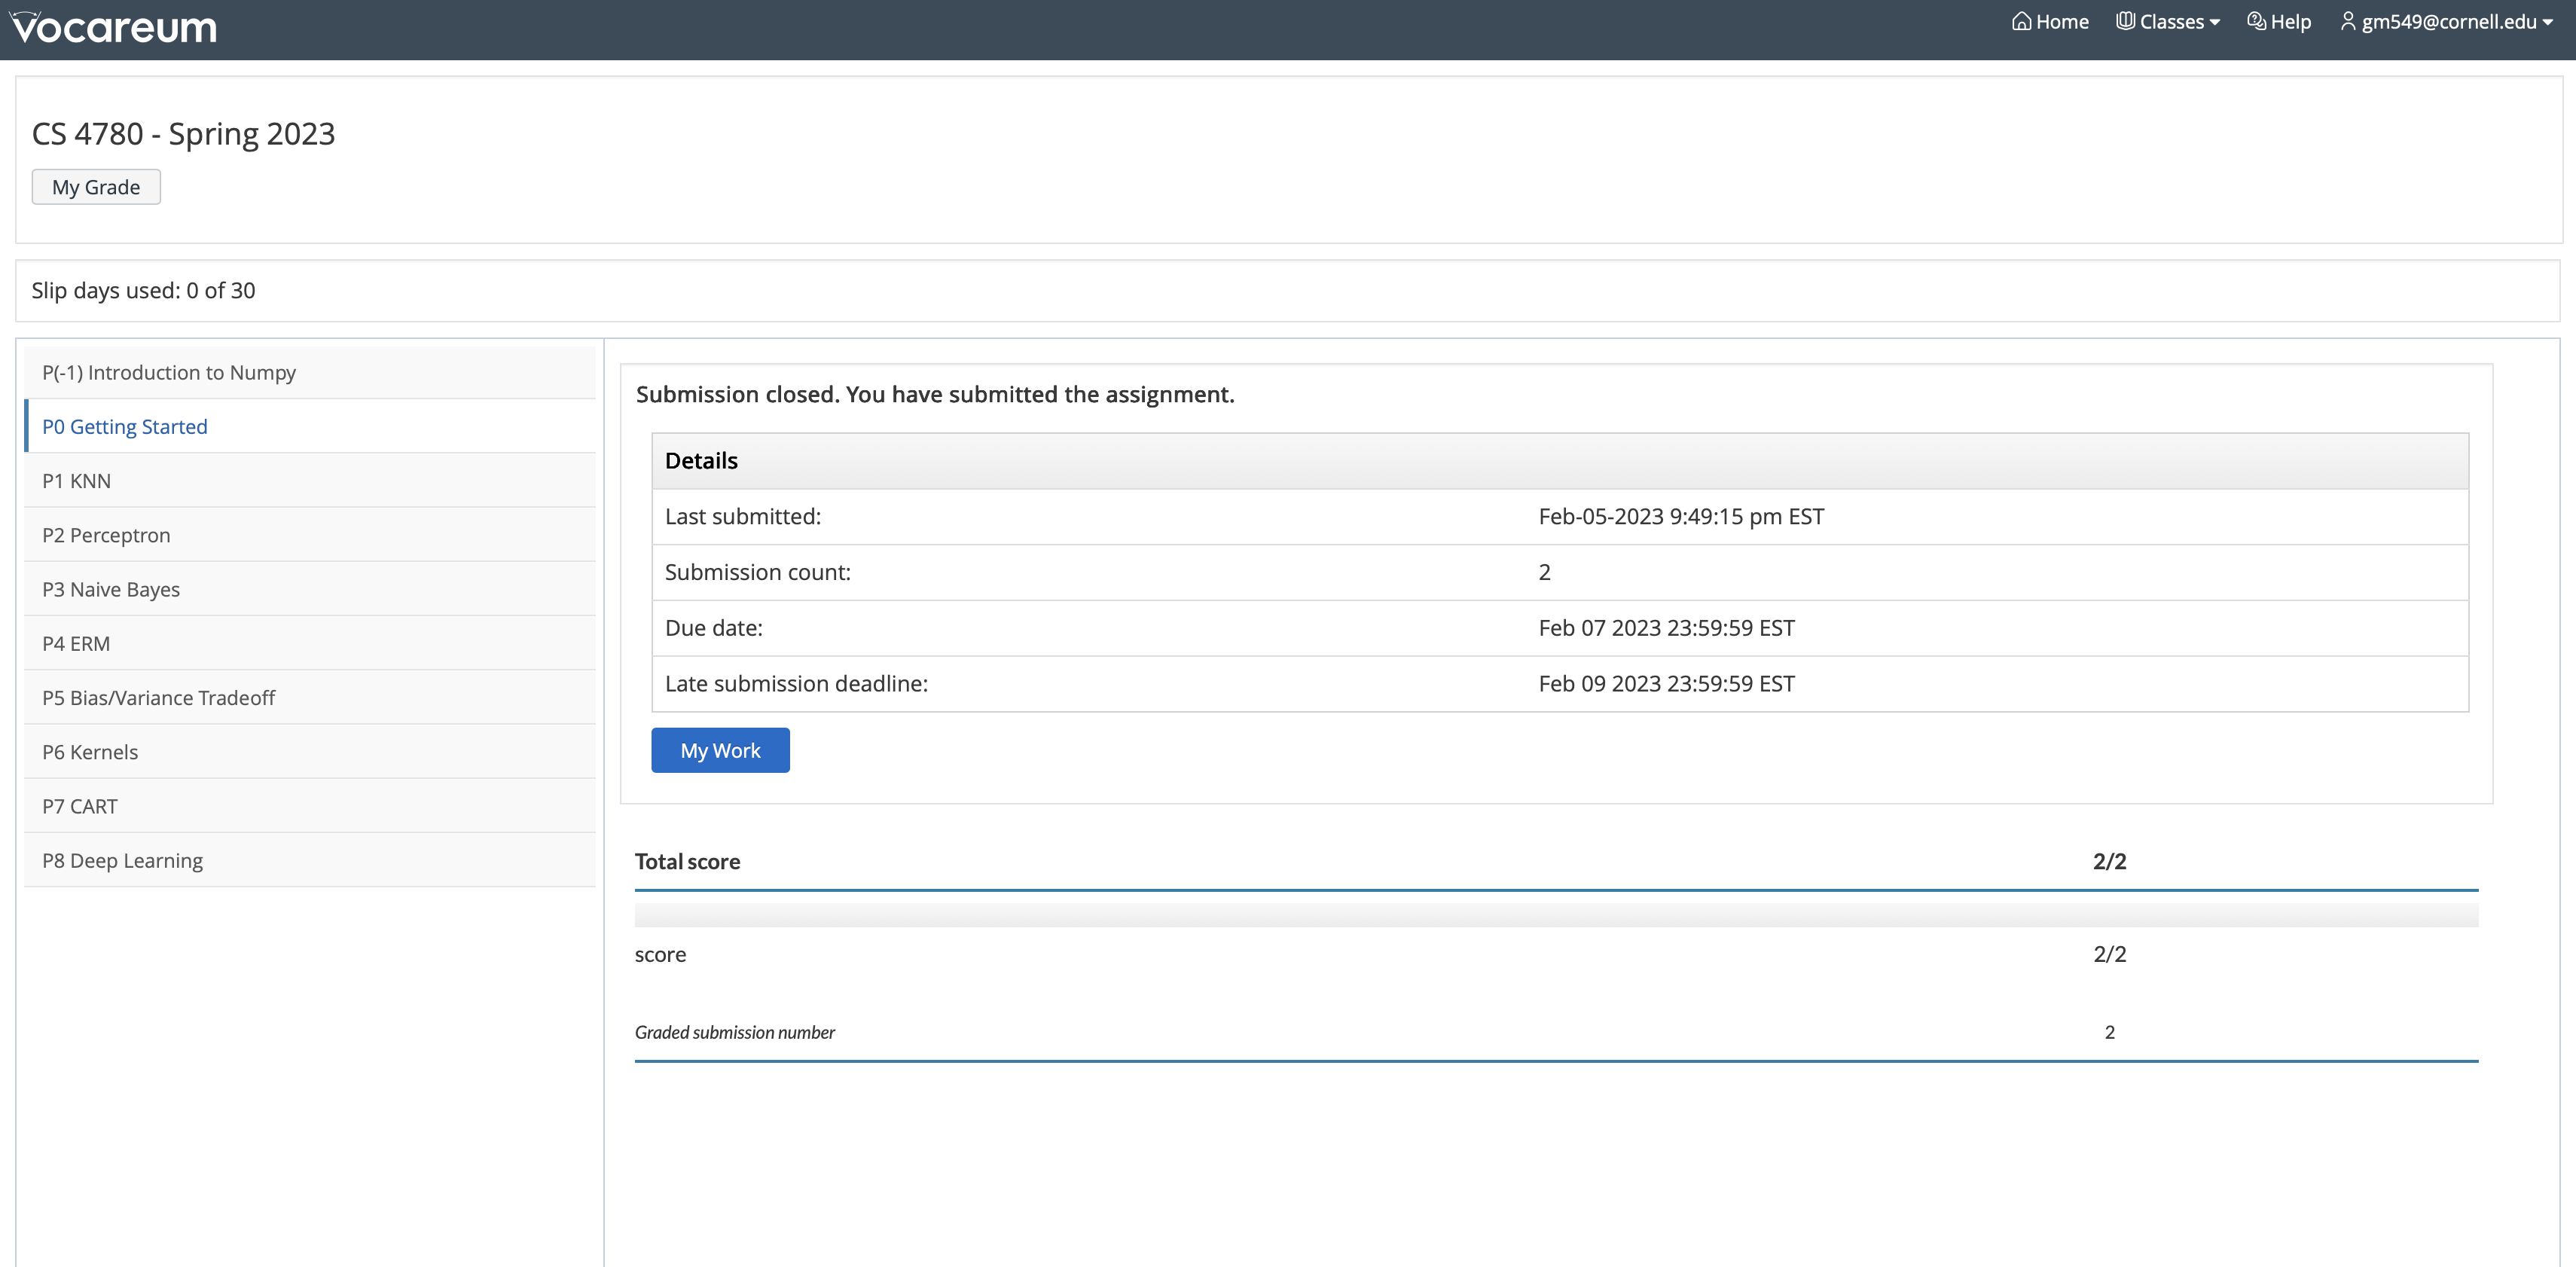 Vocareum
Home Classes Help gm549@cornell.edu
CS 4780 - Spring 2023
My Grade
Slip days used: 0 of 30
P(-1) Introduction to Numpy
P0 Getting Started
P1 KNN
P2 Perceptron
P3 Naive Bayes
P4 ERM
P5 Bias/Variance Tradeoff
P6 Kernels
P7 CART
P8 Deep Learning
Submission closed. You have submitted the assignment.
Details
Last submitted: Feb-05-2023 9:49:15 pm EST
Submission count: 2
Due date: Feb 07 2023 23:59:59 EST
Late submission deadline: Feb 09 2023 23:59:59 EST
My Work
Total score 2/2
score 2/2
Graded submission number 2